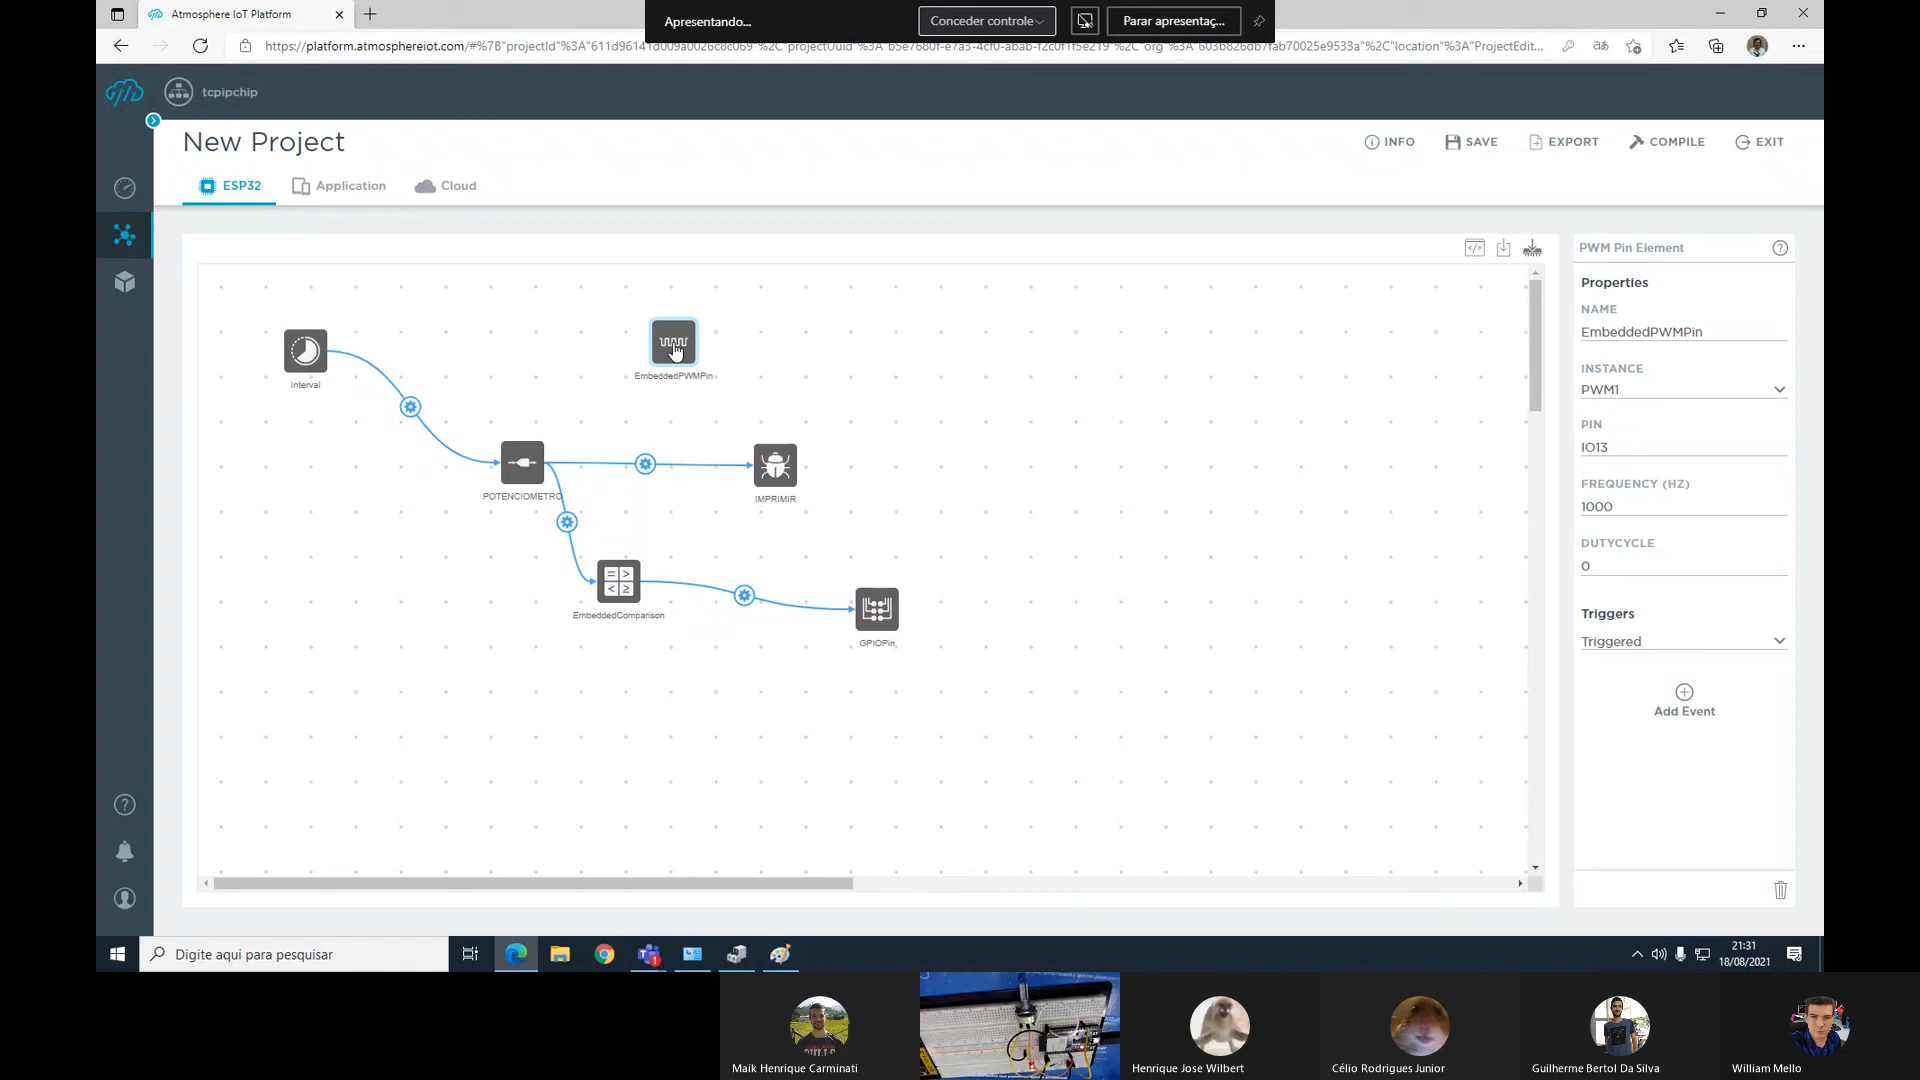 Atmosphere IoT Platform
Apresentando...
Conceder controle
Parar apresentaç...
https://platform.atmosphereiot.com/#%7B"projectId"%3A"611d96141d009a0026c8c069"%2C"projectUuid"%3A"b5e7680f-e7a3-4cf0-abab-f2c0f1f5e219"%2C"org"%3A"603b826db7fab70025e9533a"%2C"location"%3A"ProjectEdit...
tcpipchip
New Project
INFO
SAVE
EXPORT
COMPILE
EXIT
ESP32
Application
Cloud
PWM Pin Element
Properties
NAME
EmbeddedPWMPin
INSTANCE
PWM1
PIN
IO13
FREQUENCY (HZ)
1000
DUTYCYCLE
0
Triggers
Triggered
Add Event
Interval
EmbeddedPWMPin
POTENCIOMETRO
IMPRIMIR
EmbeddedComparison
GPIOPin
Digite aqui para pesquisar
21:31
18/08/2021
Maik Henrique Carminati
Henrique Jose Wilbert
Célio Rodrigues Junior
Guilherme Bertol Da Silva
William Mello